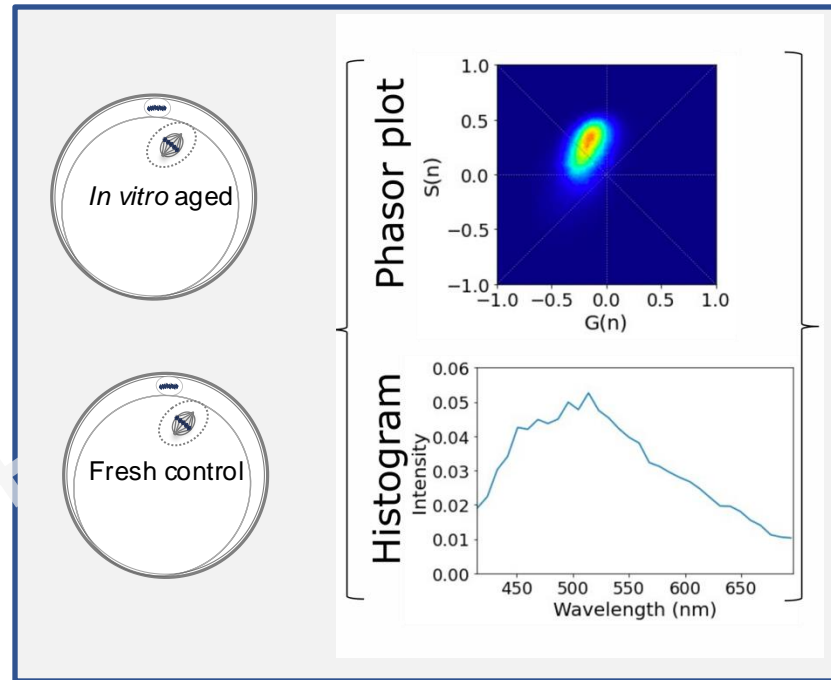 In vitro aged
Fresh control
Phasor plot
S(n)
1.0
0.5
0.0
−0.5
−1.0
−1.0 −0.5 0.0 0.5 1.0
G(n)
Histogram
Intensity
0.06
0.05
0.04
0.03
0.02
0.01
0.00
450 500 550 600 650
Wavelength (nm)